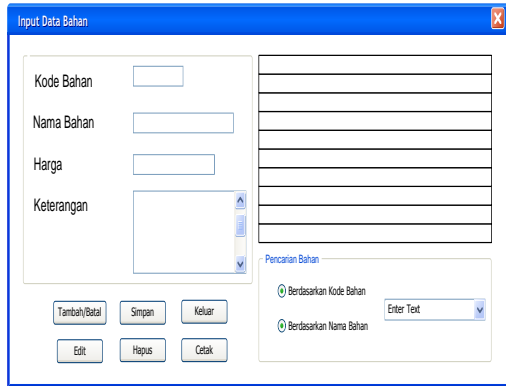 Input Data Bahan
Kode Bahan
Nama Bahan
Harga
Keterangan
Tambah/Batal
Simpan
Keluar
Edit
Hapus
Cetak
Pencarian Bahan
Berdasarkan Kode Bahan
Enter Text
Berdasarkan Nama Bahan